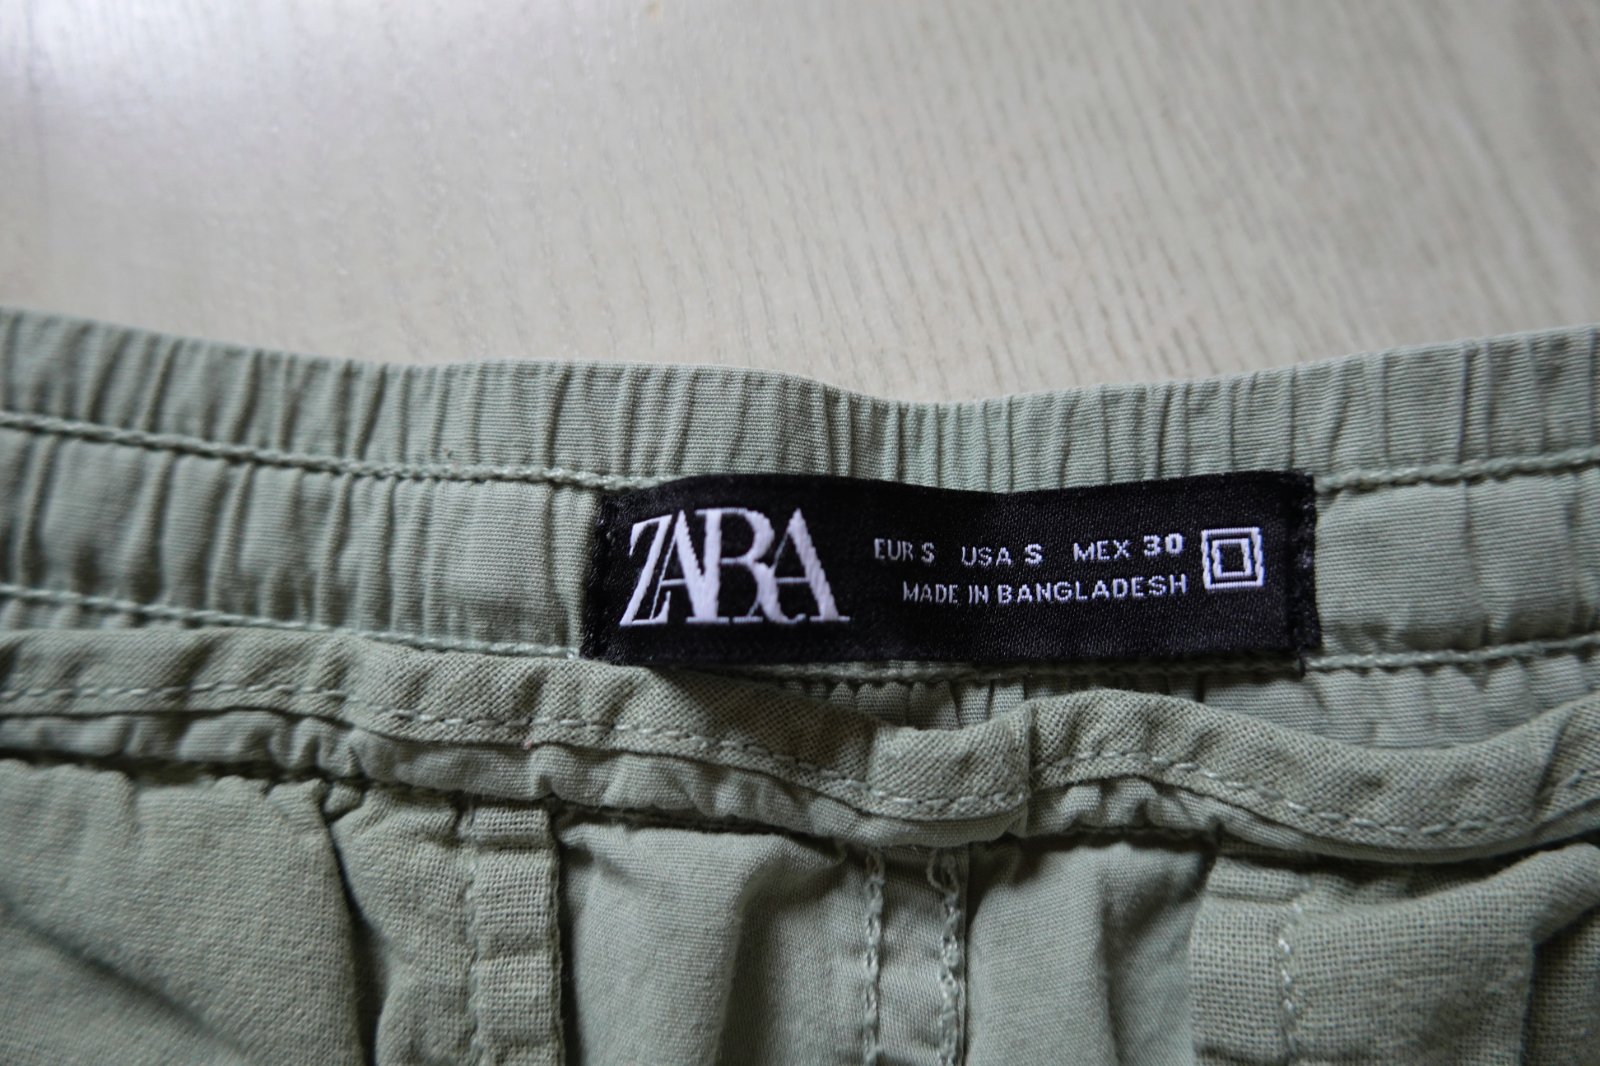 ZARA
EUR S USA S MEX 30
MADE IN BANGLADESH